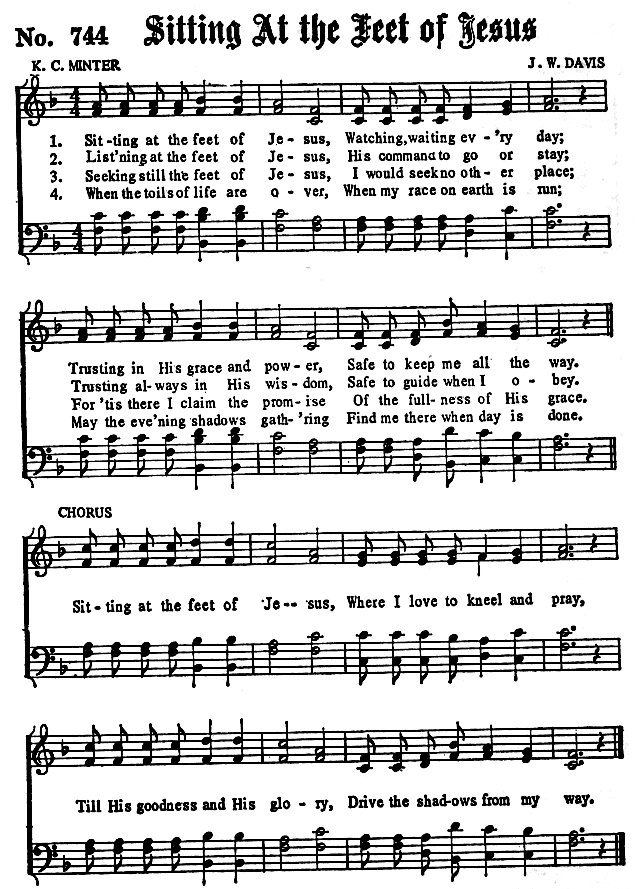 No. 744 Sitting At the Feet of Jesus
K. C. MINTER J. W. DAVIS
1. Sit-ting at the feet of Je-sus, Watching, waiting ev-'ry day;
2. List'ning at the feet of Je-sus, His command to go or stay;
3. Seeking still the feet of Je-sus, I would seek no oth-er place;
4. When the toils of life are o-ver, When my race on earth is run;
Trusting in His grace and pow-er, Safe to keep me all the way.
Trusting al-ways in His wis-dom, Safe to guide when I o-bey.
For 'tis there I claim the prom-ise Of the full-ness of His grace.
May the eve'ning shadows gath-'ring Find me there when day is done.
CHORUS
Sit-ting at the feet of Je-sus, Where I love to kneel and pray,
Till His goodness and His glo-ry, Drive the shad-ows from my way.